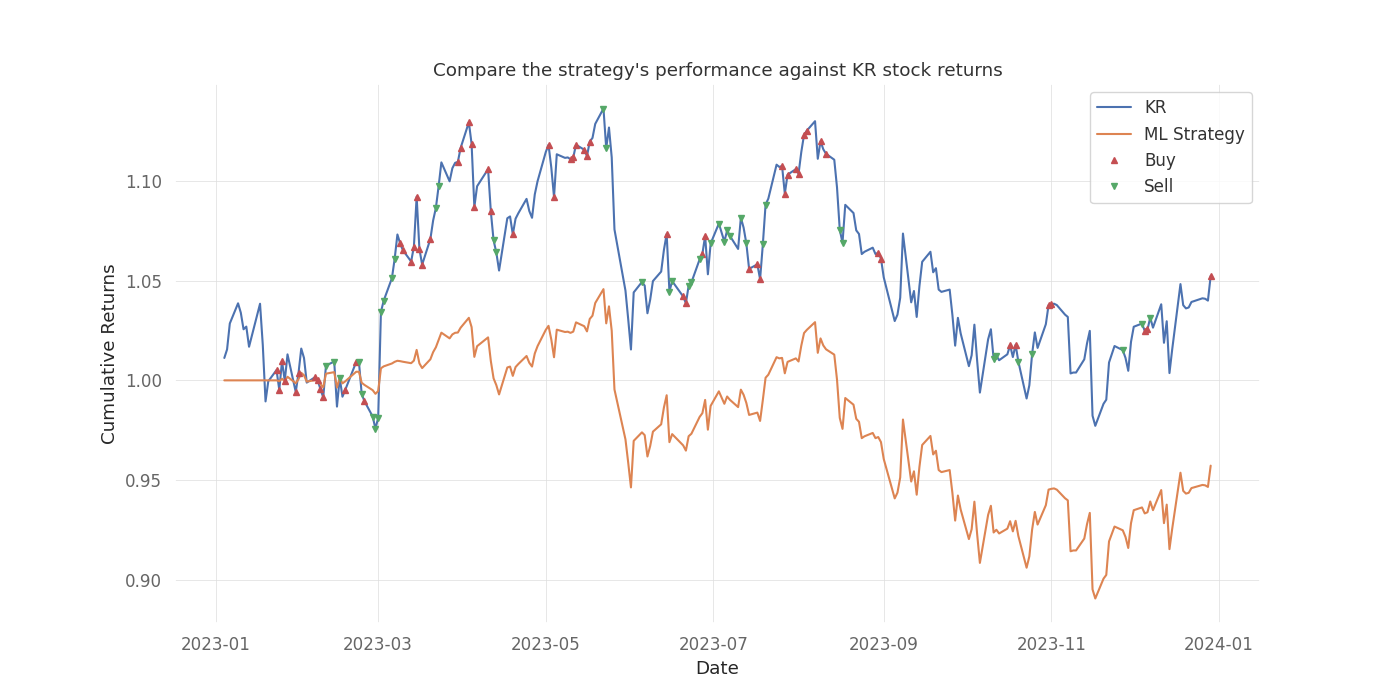 Compare the strategy's performance against KR stock returns
KR
ML Strategy
Buy
Sell
Cumulative Returns
1.10
1.05
1.00
0.95
0.90
2023-01
2023-03
2023-05
2023-07
2023-09
2023-11
2024-01
Date